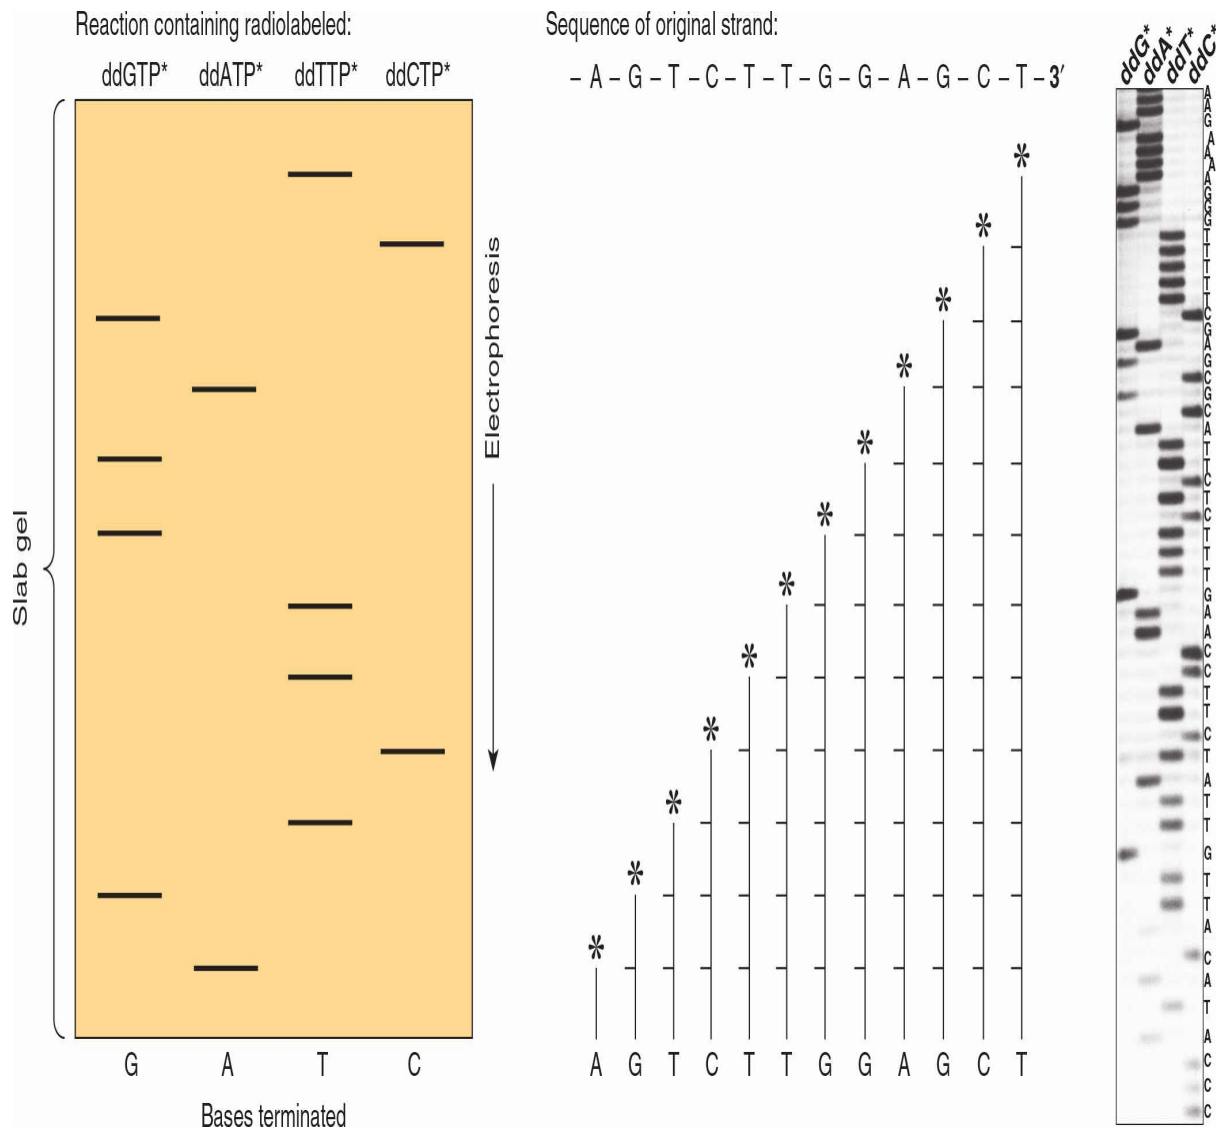 Reaction containing radiolabeled:
ddGTP* ddATP* ddTTP* ddCTP*
Slab gel
Electrophoresis
G A T C
Bases terminated
Sequence of original strand:
– A – G – T – C – T – T – G – G – A – G – C – T – 3′
*
*
*
*
*
*
*
*
*
*
*
*
A G T C T T G G A G C T
ddG* ddA* ddT* ddC*
A
A
G
A
A
A
A
G
G
G
T
T
T
T
T
C
G
A
G
C
G
C
A
T
T
C
T
C
T
T
T
G
A
A
C
C
T
T
C
T
A
T
T
G
T
T
A
C
A
T
A
C
C
C